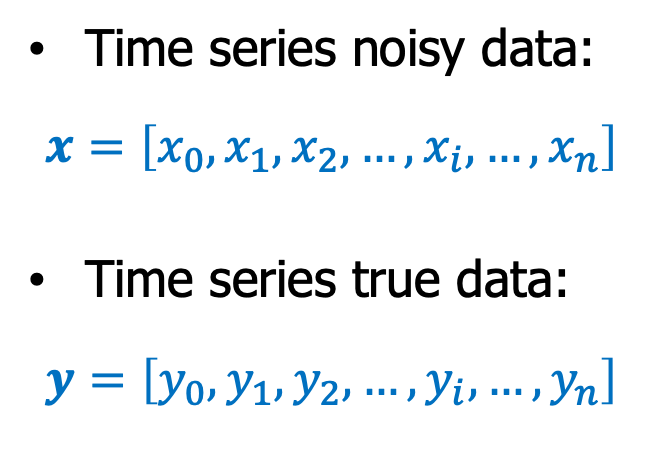 • Time series noisy data:
𝒙 = [𝑥₀, 𝑥₁, 𝑥₂, … , 𝑥ᵢ, … , 𝑥ₙ]
• Time series true data:
𝒚 = [𝑦₀, 𝑦₁, 𝑦₂, … , 𝑦ᵢ, … , 𝑦ₙ]